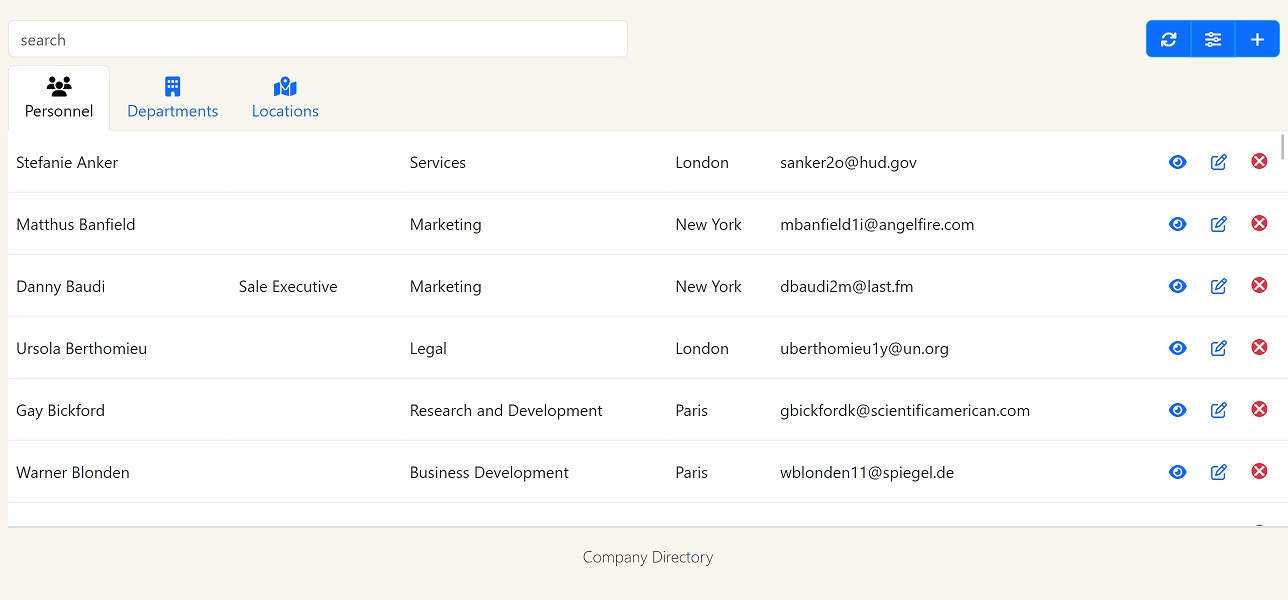 search
Personnel Departments Locations
Stefanie Anker Services London sanker2o@hud.gov
Matthus Banfield Marketing New York mbanfield1i@angelfire.com
Danny Baudi Sale Executive Marketing New York dbaudi2m@last.fm
Ursola Berthomieu Legal London uberthomieu1y@un.org
Gay Bickford Research and Development Paris gbickfordk@scientificamerican.com
Warner Blonden Business Development Paris wblonden11@spiegel.de
Company Directory